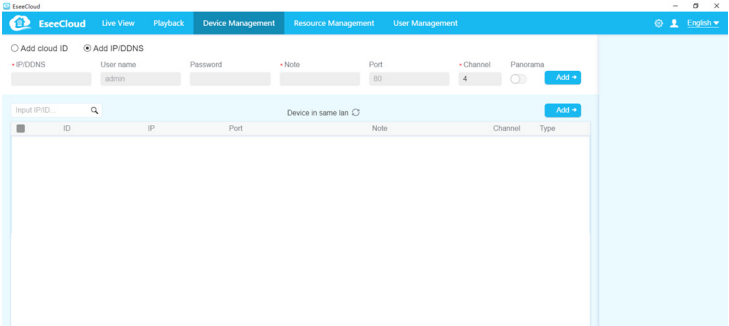 EseeCloud
EseeCloud Live View Playback Device Management Resource Management User Management English
Add cloud ID Add IP/DDNS
• IP/DDNS User name Password • Note Port • Channel Panorama
admin 80 4 Add
Input IP/ID... Device in same lan Add
ID IP Port Note Channel Type